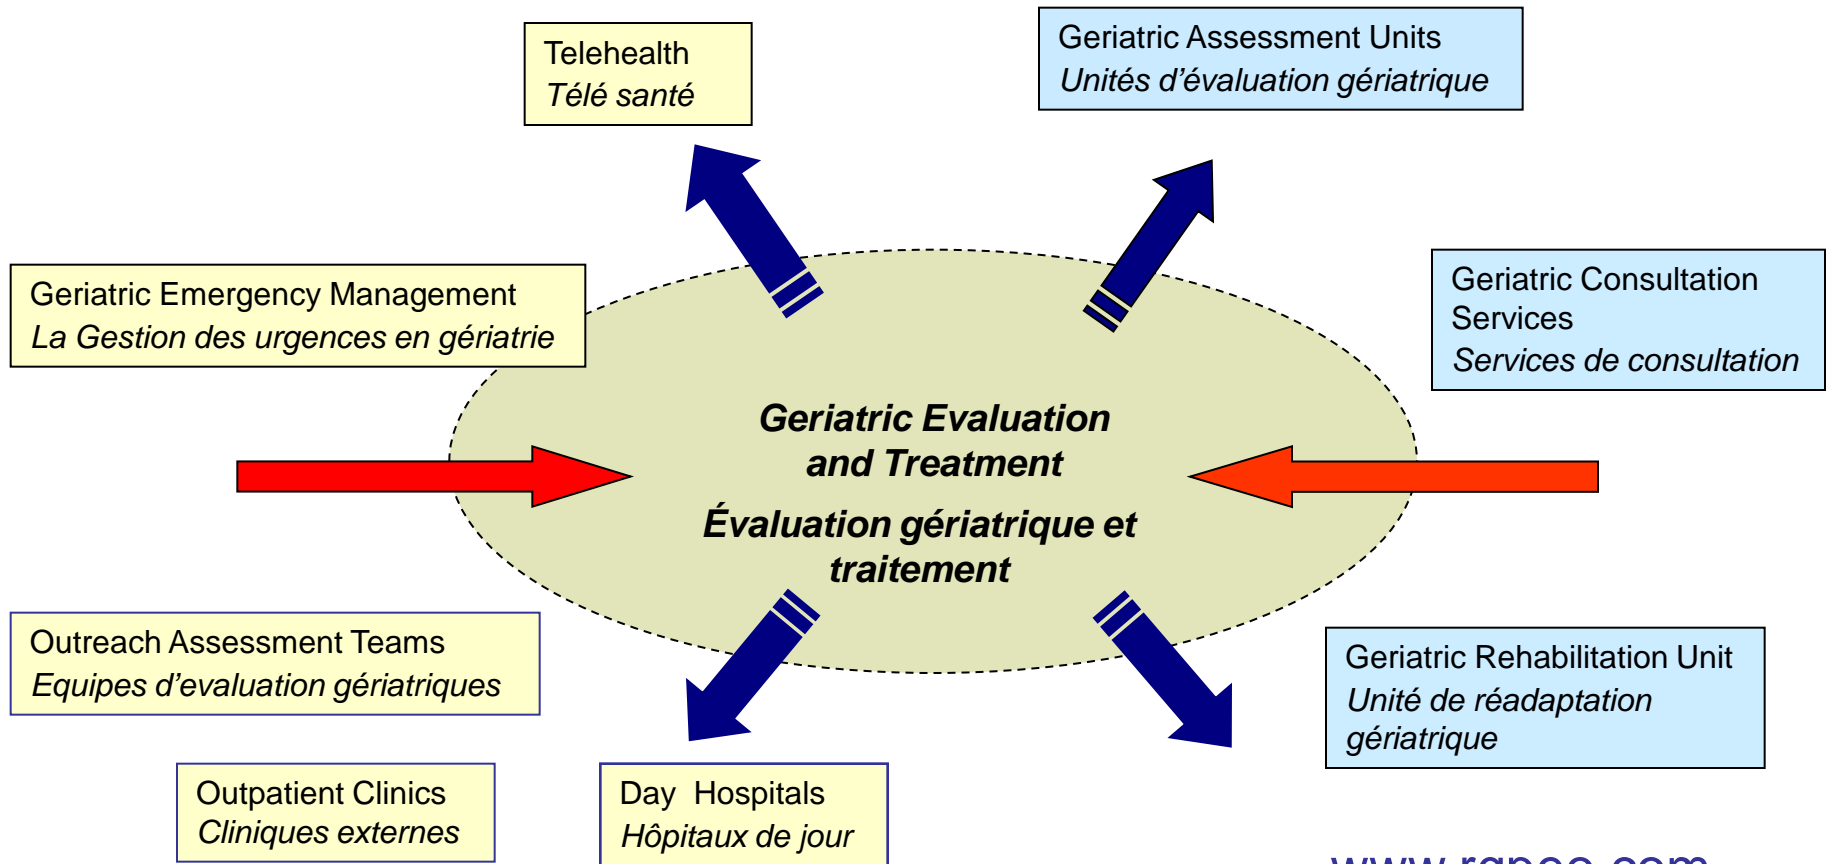 Telehealth
Télé santé
Geriatric Assessment Units
Unités d'évaluation gériatrique
Geriatric Emergency Management
La Gestion des urgences en gériatrie
Geriatric Consultation
Services
Services de consultation
Geriatric Evaluation
and Treatment
Évaluation gériatrique et
traitement
Outreach Assessment Teams
Equipes d'evaluation gériatriques
Geriatric Rehabilitation Unit
Unité de réadaptation
gériatrique
Outpatient Clinics
Cliniques externes
Day Hospitals
Hôpitaux de jour